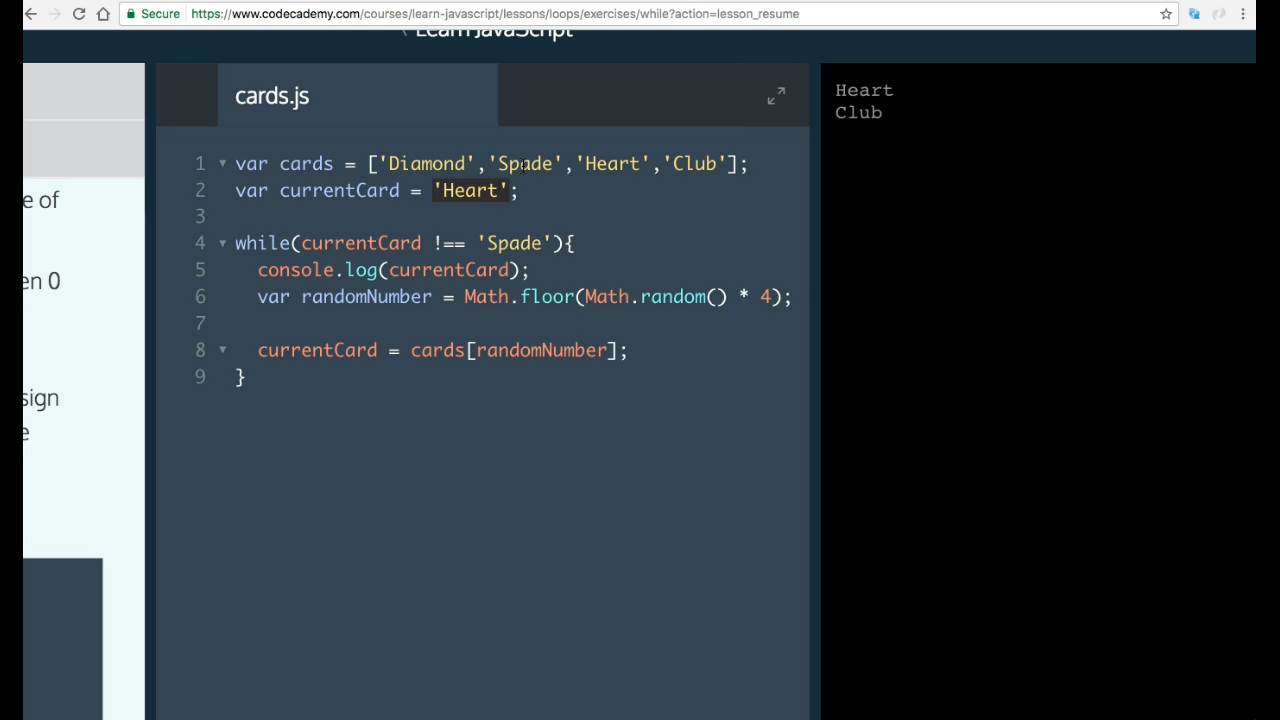 Secure https://www.codecademy.com/courses/learn-javascript/lessons/loops/exercises/while?action=lesson_resume
Learn JavaScript
cards.js
e of
en 0
sign
e
1 var cards = ['Diamond','Spade','Heart','Club'];
2 var currentCard = 'Heart';
3
4 while(currentCard !== 'Spade'){
5 console.log(currentCard);
6 var randomNumber = Math.floor(Math.random() * 4);
7
8 currentCard = cards[randomNumber];
9 }
Heart
Club